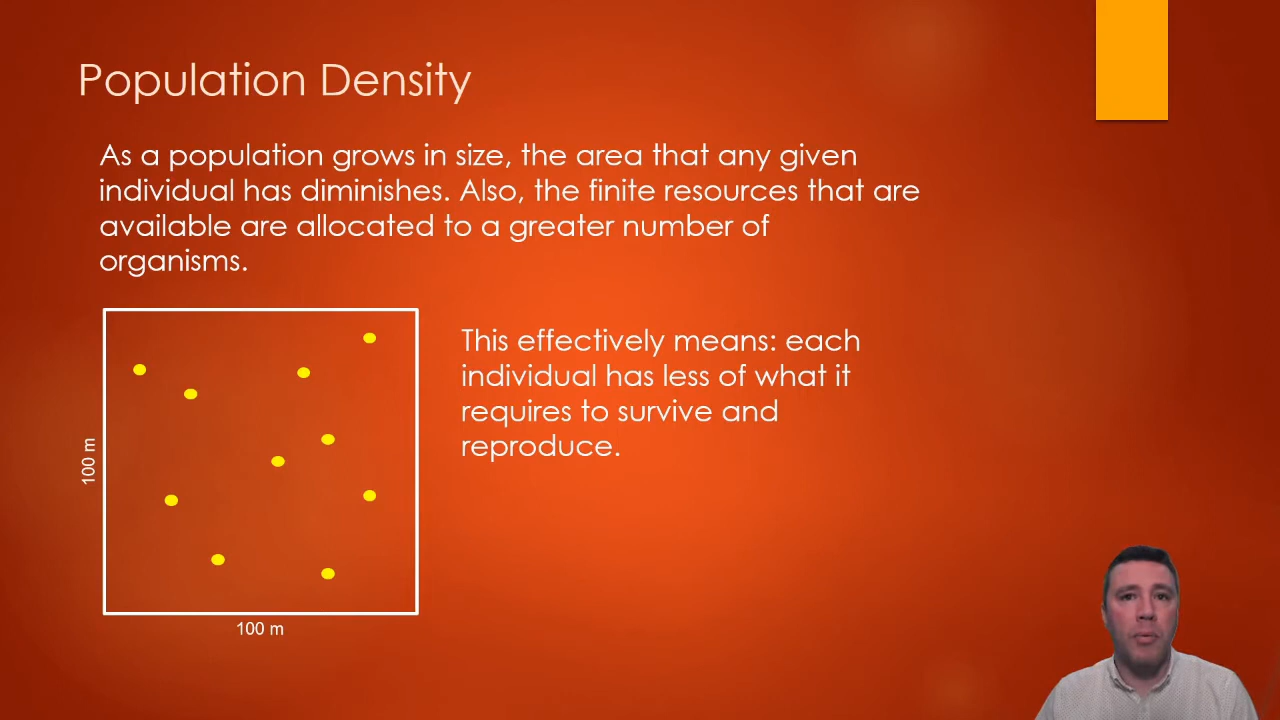 Population Density
As a population grows in size, the area that any given
individual has diminishes. Also, the finite resources that are
available are allocated to a greater number of
organisms.
This effectively means: each
individual has less of what it
requires to survive and
reproduce.
100 m
100 m